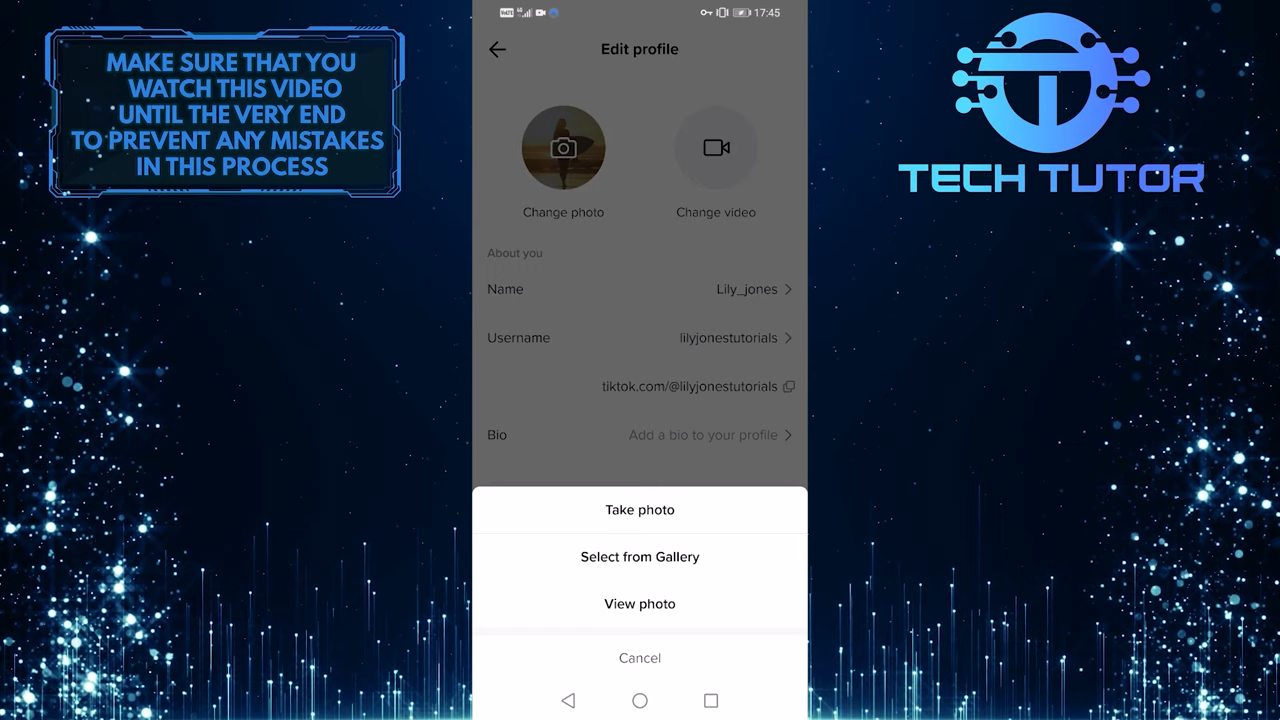 MAKE SURE THAT YOU
WATCH THIS VIDEO
UNTIL THE VERY END
TO PREVENT ANY MISTAKES
IN THIS PROCESS
17:45
Edit profile
Change photo
Change video
About you
Name
Lily_jones
Username
lilyjonestutorials
tiktok.com/@lilyjonestutorials
Bio
Add a bio to your profile
Take photo
Select from Gallery
View photo
Cancel
TECH TUTOR